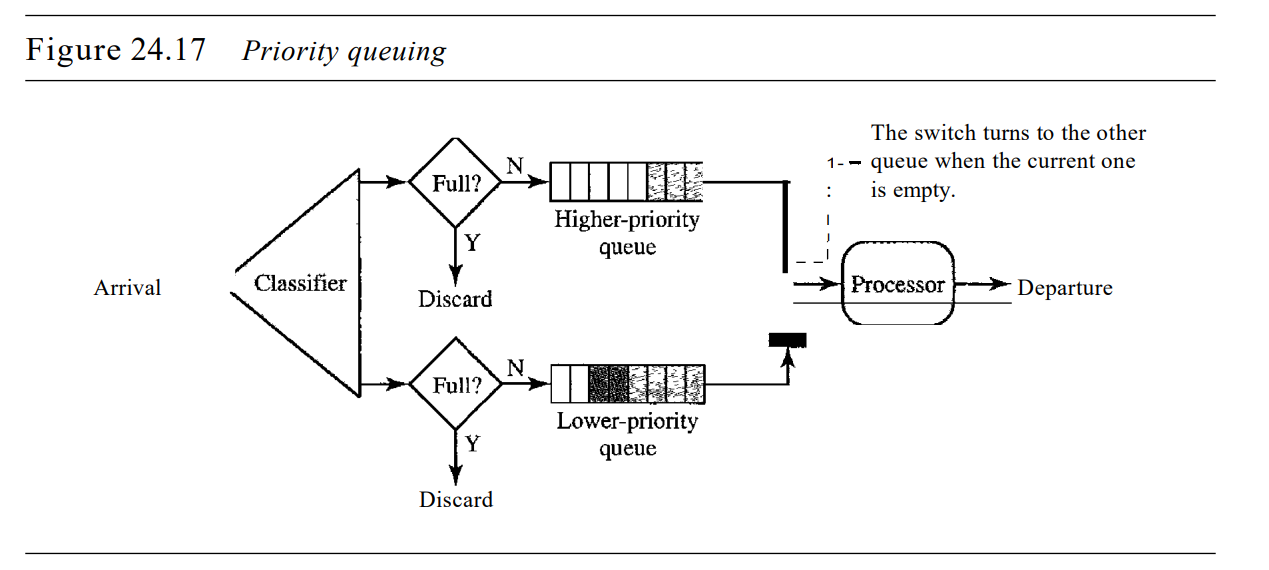 Figure 24.17 Priority queuing
The switch turns to the other
1- queue when the current one
: is empty.
Full?
N
Higher-priority
queue
Y
Discard
Arrival
Classifier
Processor
Departure
Full?
N
Lower-priority
queue
Y
Discard